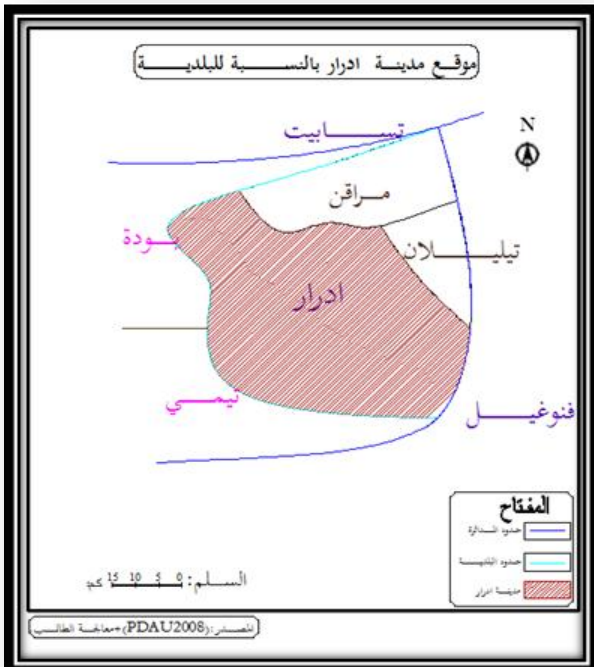 موقع مدينة ادرار بالنسبة للبلدية
تسابيت
N
مراقن
بودة
تيليلان
ادرار
تيمي
فنوغيل
المفتاح
حدود الدائرة
حدود البلدية
مدينة ادرار
السلم: 0 5 10 15 كم
المصدر: (PDAU2008)+معالجة الطالب